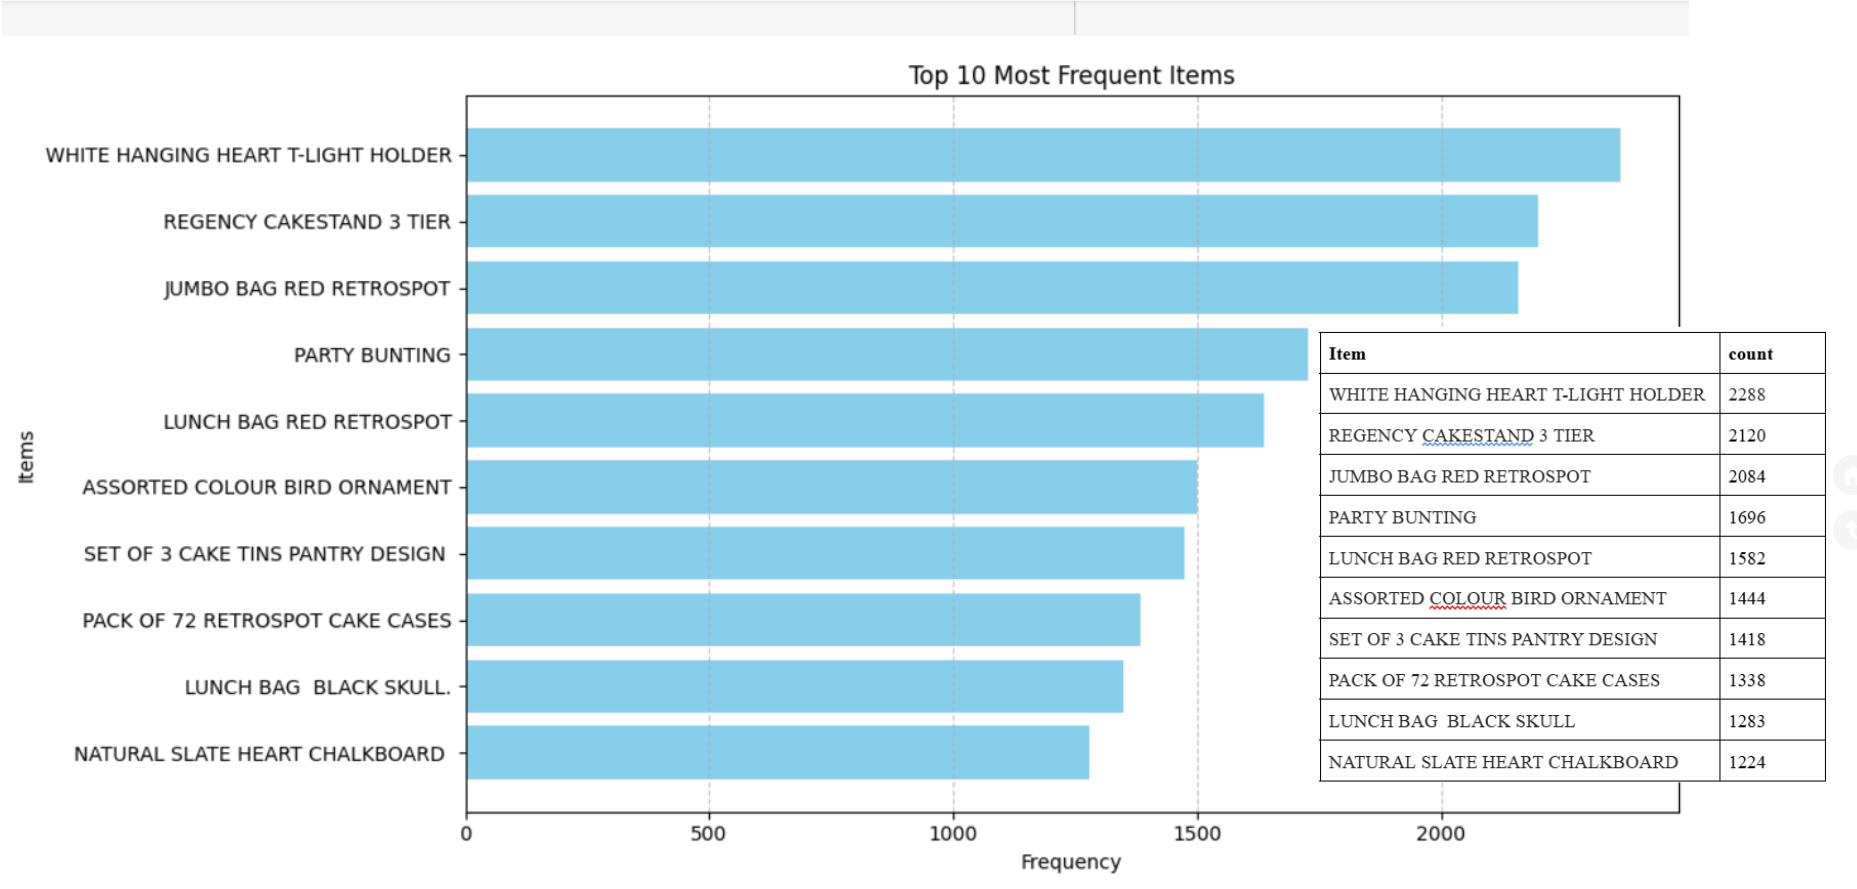 Top 10 Most Frequent Items
WHITE HANGING HEART T-LIGHT HOLDER
REGENCY CAKESTAND 3 TIER
JUMBO BAG RED RETROSPOT
PARTY BUNTING
LUNCH BAG RED RETROSPOT
ASSORTED COLOUR BIRD ORNAMENT
SET OF 3 CAKE TINS PANTRY DESIGN
PACK OF 72 RETROSPOT CAKE CASES
LUNCH BAG  BLACK SKULL.
NATURAL SLATE HEART CHALKBOARD
Items
0 500 1000 1500 2000
Frequency
Item count
WHITE HANGING HEART T-LIGHT HOLDER 2288
REGENCY CAKESTAND 3 TIER 2120
JUMBO BAG RED RETROSPOT 2084
PARTY BUNTING 1696
LUNCH BAG RED RETROSPOT 1582
ASSORTED COLOUR BIRD ORNAMENT 1444
SET OF 3 CAKE TINS PANTRY DESIGN 1418
PACK OF 72 RETROSPOT CAKE CASES 1338
LUNCH BAG  BLACK SKULL 1283
NATURAL SLATE HEART CHALKBOARD 1224